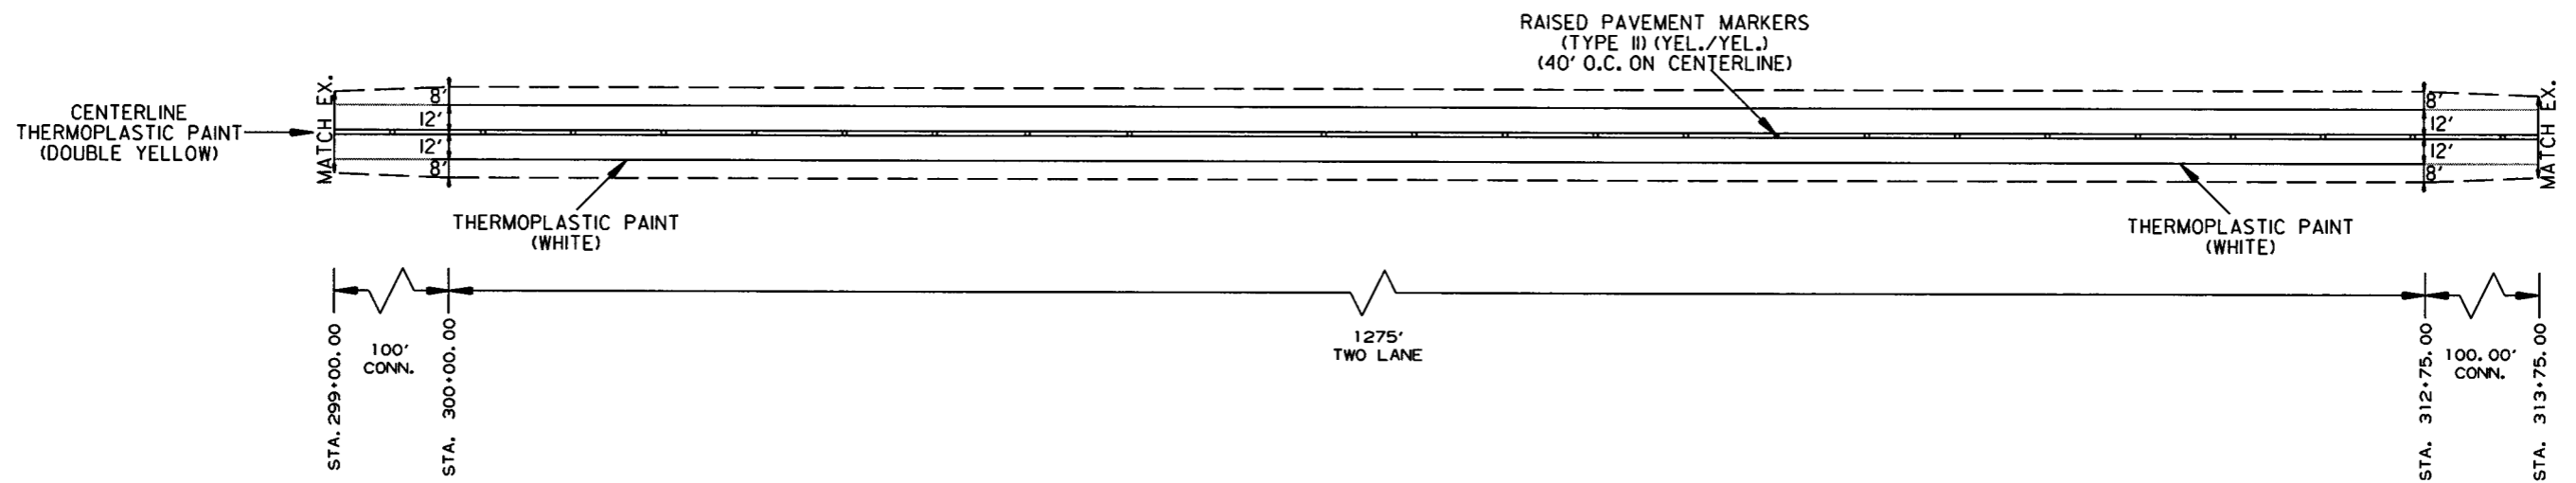 RAISED PAVEMENT MARKERS
(TYPE II) (YEL./YEL.)
(40' O.C. ON CENTERLINE)
CENTERLINE
THERMOPLASTIC PAINT
(DOUBLE YELLOW)
MATCH EX.
8'
12'
12'
8'
8'
12'
12'
8'
MATCH EX.
THERMOPLASTIC PAINT
(WHITE)
THERMOPLASTIC PAINT
(WHITE)
STA. 299+00.00
100'
CONN.
STA. 300+00.00
1275'
TWO LANE
STA. 312+75.00
100.00'
CONN.
STA. 313+75.00